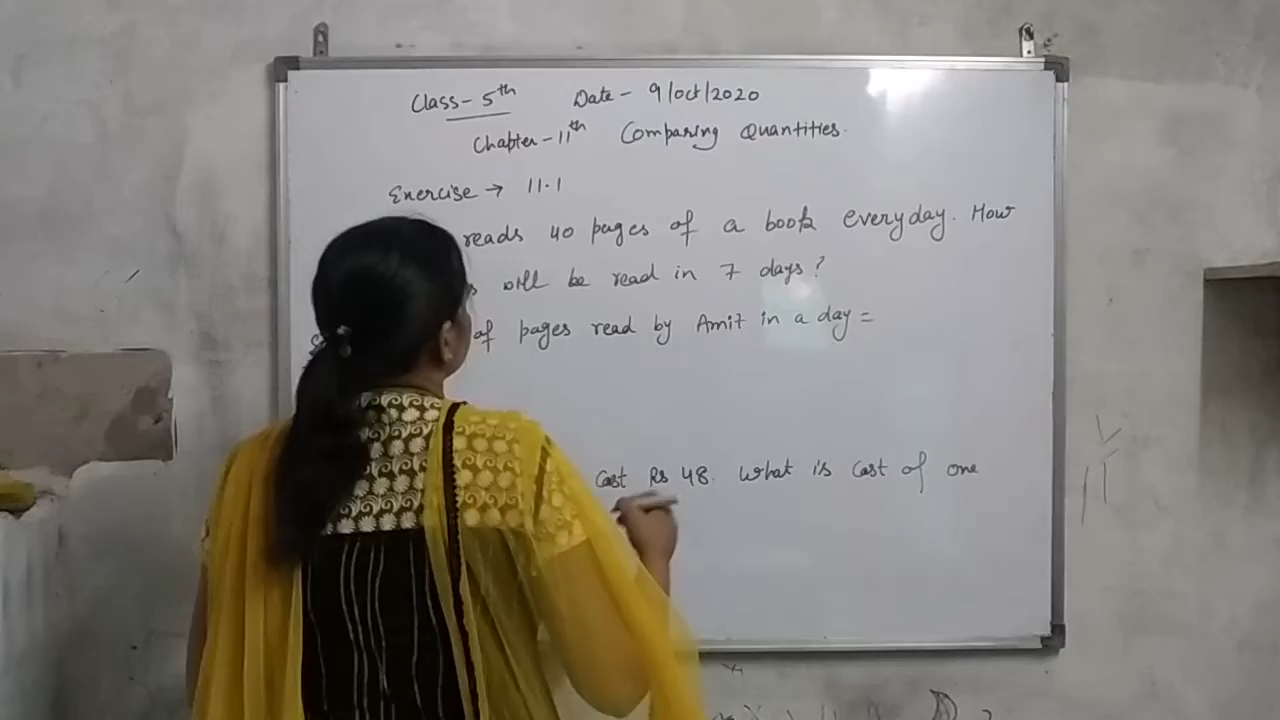 Class - 5th Date - 9/Oct/2020
Chapter - 11th Comparing Quantities.
Exercise → 11.1
reads 40 pages of a book everyday. How
will be read in 7 days?
of pages read by Amit in a day =
Cost Rs 48. What is Cost of one